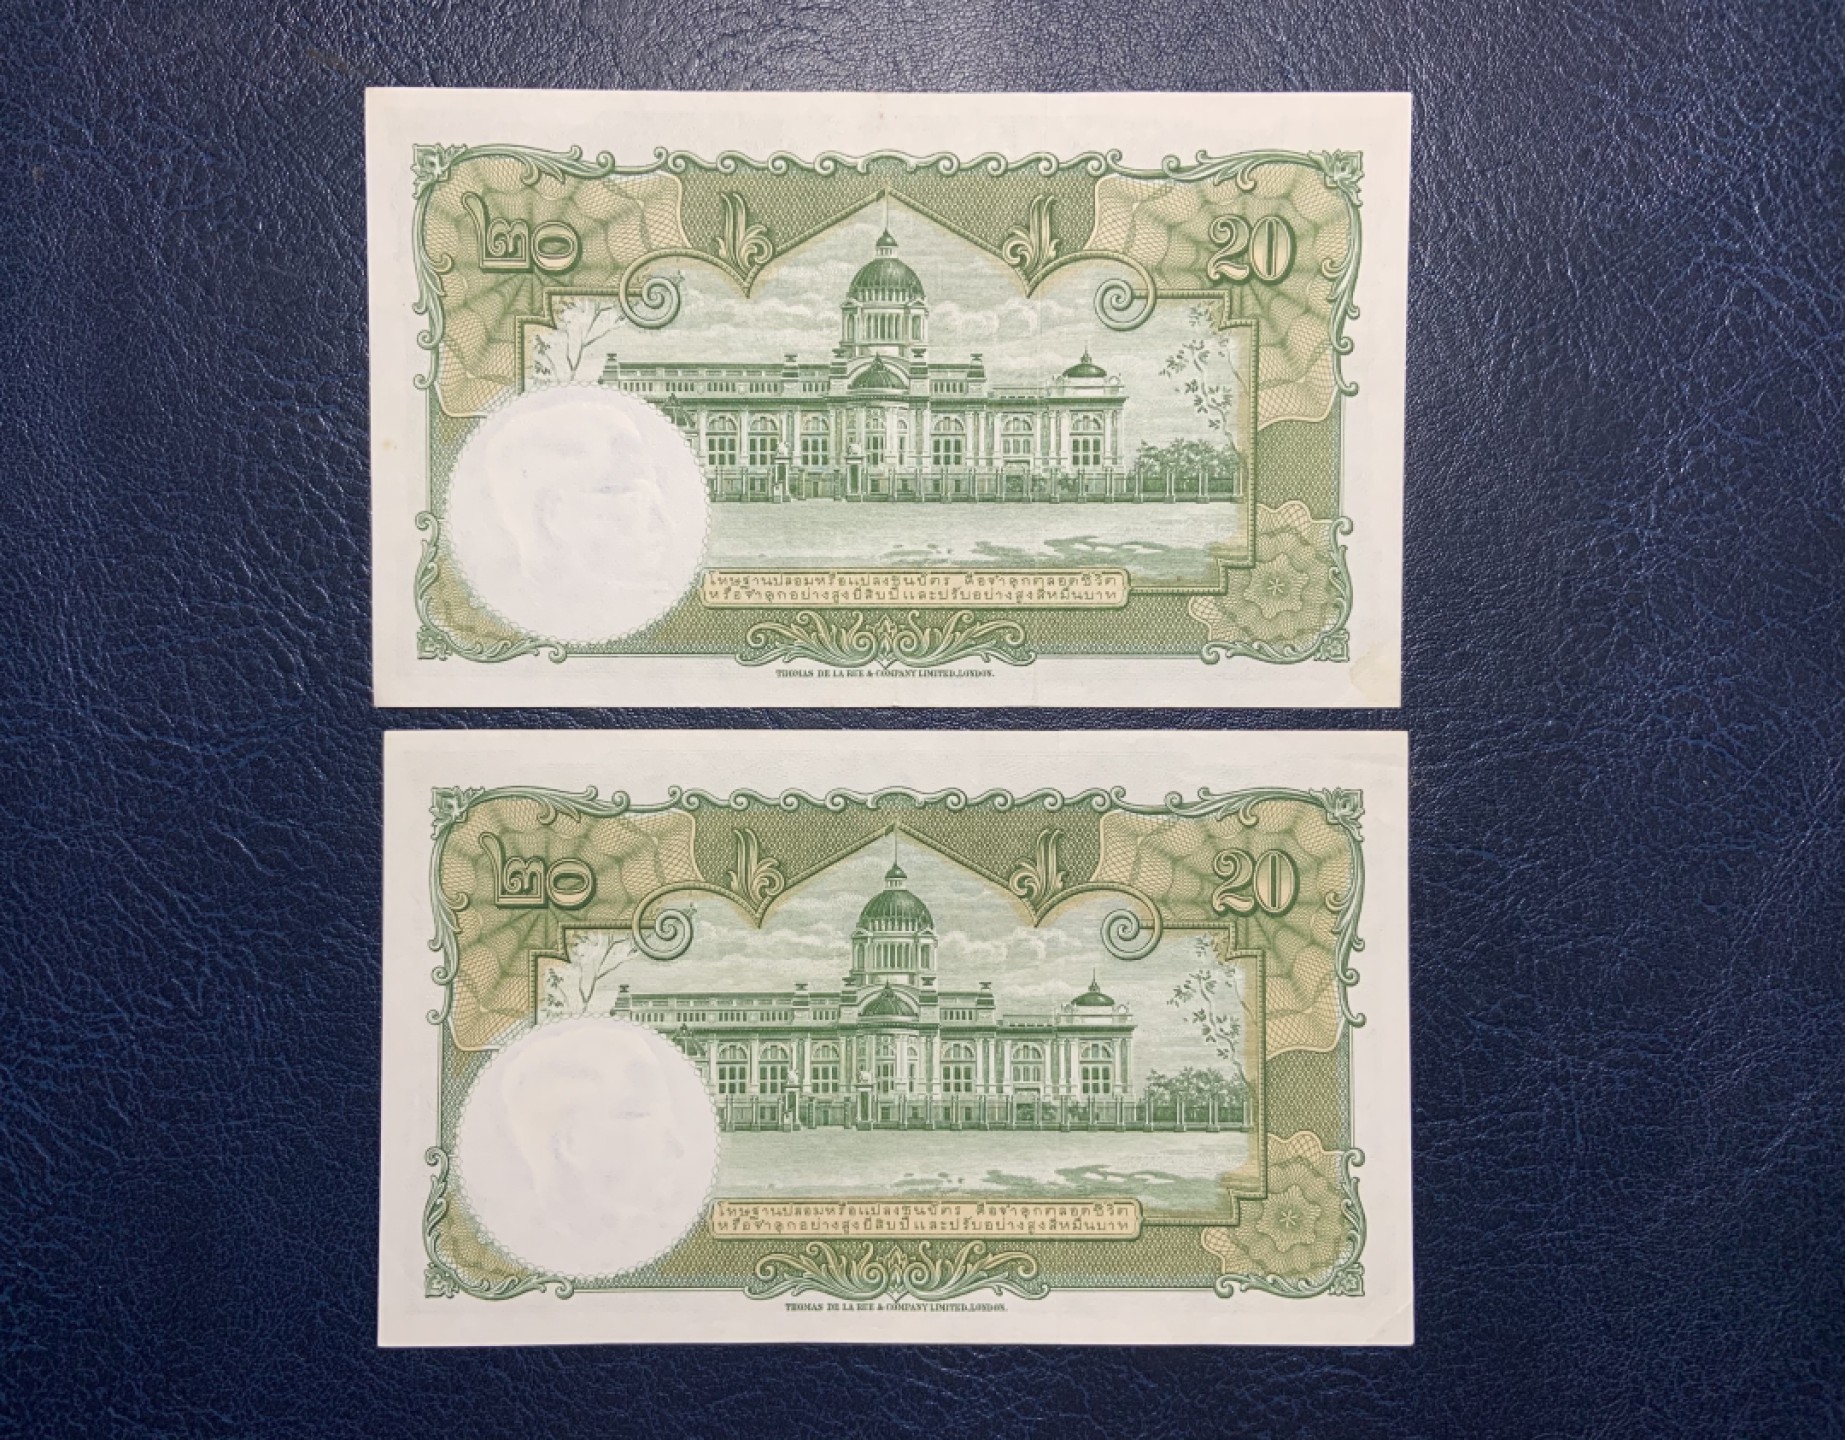 ๒๐
20
โทษฐานปลอมหรือแปลงธนบัตร คือจำคุกตลอดชีวิต
หรือจำคุกอย่างสูงยี่สิบปีและปรับอย่างสูงสี่หมื่นบาท
THOMAS DE LA RUE & COMPANY LIMITED, LONDON.
๒๐
20
โทษฐานปลอมหรือแปลงธนบัตร คือจำคุกตลอดชีวิต
หรือจำคุกอย่างสูงยี่สิบปีและปรับอย่างสูงสี่หมื่นบาท
THOMAS DE LA RUE & COMPANY LIMITED, LONDON.